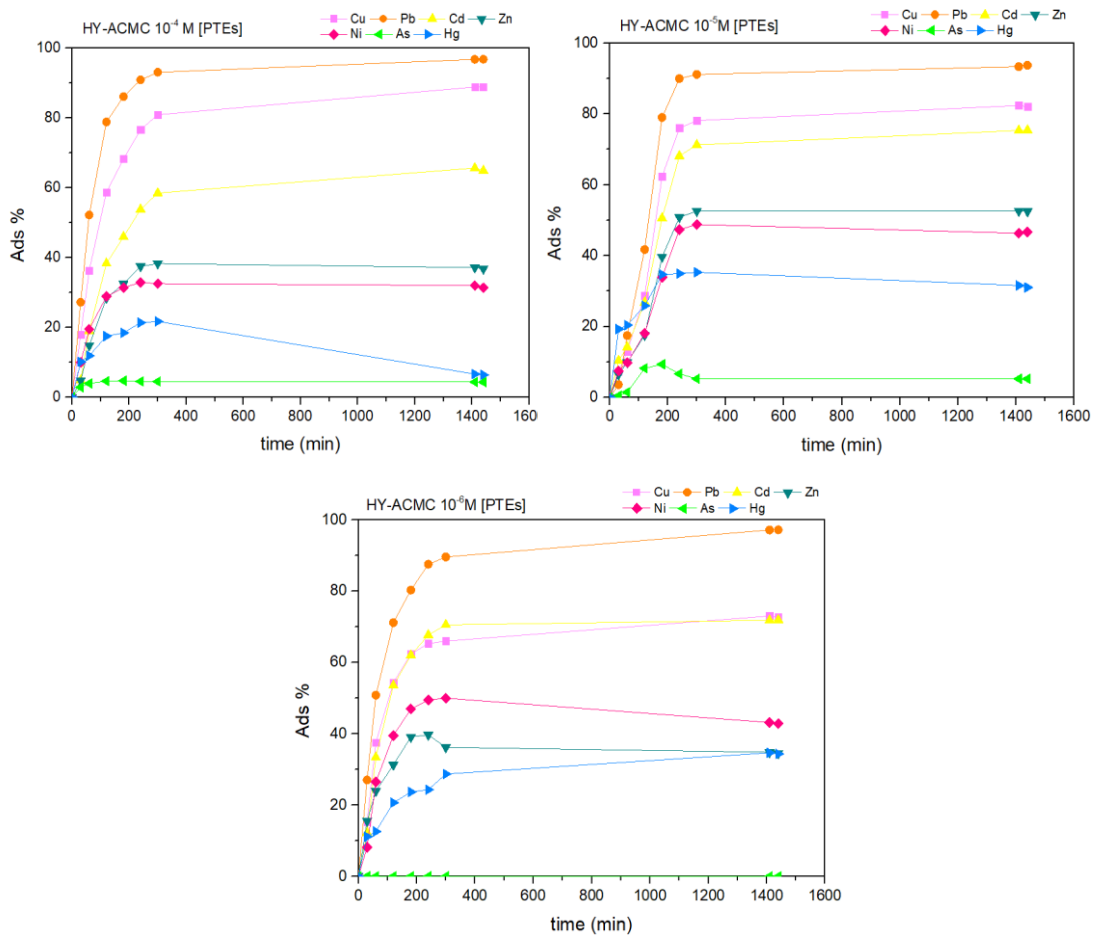 HY-ACMC 10⁻⁴ M [PTEs]
Cu Pb Cd Zn
Ni As Hg
Ads %
100
80
60
40
20
0
0 200 400 600 800 1000 1200 1400 1600
time (min)
HY-ACMC 10⁻⁵M [PTEs]
Cu Pb Cd Zn
Ni As Hg
Ads %
100
80
60
40
20
0
0 200 400 600 800 1000 1200 1400 1600
time (min)
HY-ACMC 10⁻⁶M [PTEs]
Cu Pb Cd Zn
Ni As Hg
Ads %
100
80
60
40
20
0
0 200 400 600 800 1000 1200 1400 1600
time (min)